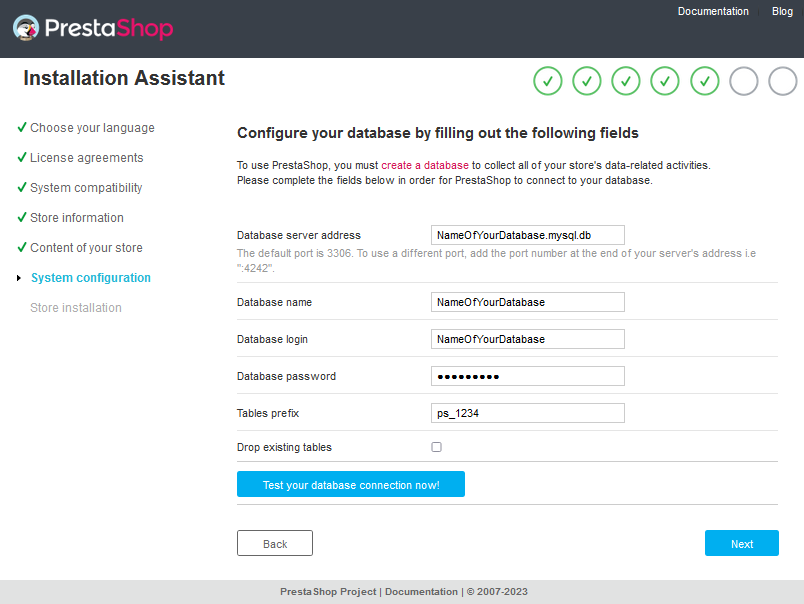 Documentation
Blog
PrestaShop
Installation Assistant
Choose your language
License agreements
System compatibility
Store information
Content of your store
System configuration
Store installation
Configure your database by filling out the following fields
To use PrestaShop, you must create a database to collect all of your store's data-related activities.
Please complete the fields below in order for PrestaShop to connect to your database.
Database server address NameOfYourDatabase.mysql.db
The default port is 3306. To use a different port, add the port number at the end of your server's address i.e
":4242".
Database name NameOfYourDatabase
Database login NameOfYourDatabase
Database password •••••••••
Tables prefix ps_1234
Drop existing tables
Test your database connection now!
Back
Next
PrestaShop Project | Documentation | © 2007-2023